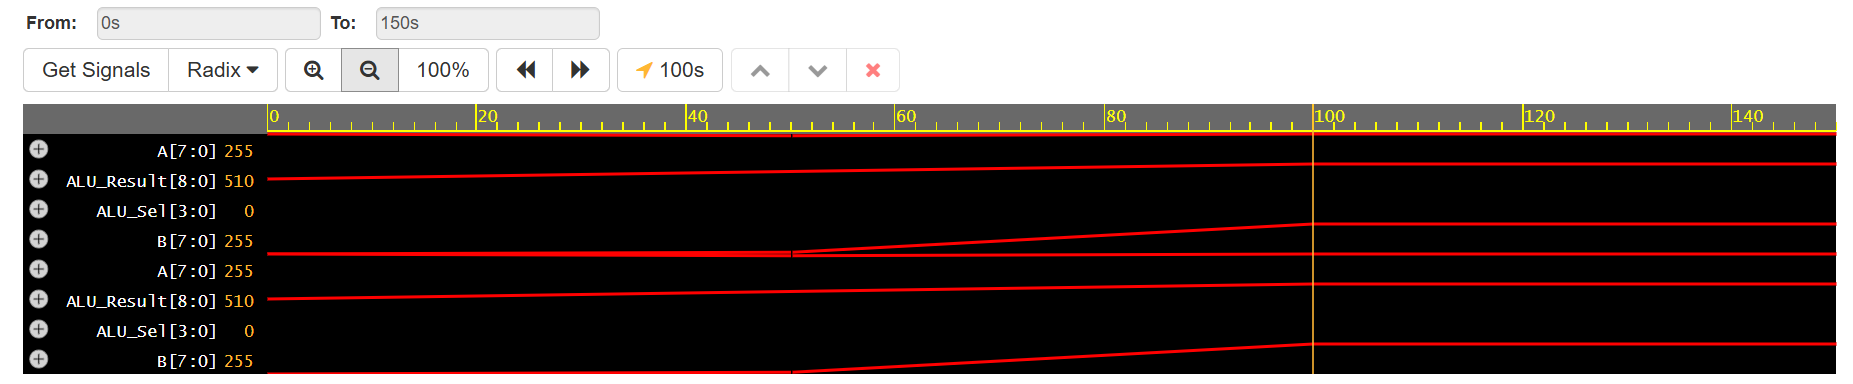 From: 0s To: 150s
Get Signals Radix 100% 100s
0 20 40 60 80 100 120 140
A[7:0] 255
ALU_Result[8:0] 510
ALU_Sel[3:0] 0
B[7:0] 255
A[7:0] 255
ALU_Result[8:0] 510
ALU_Sel[3:0] 0
B[7:0] 255